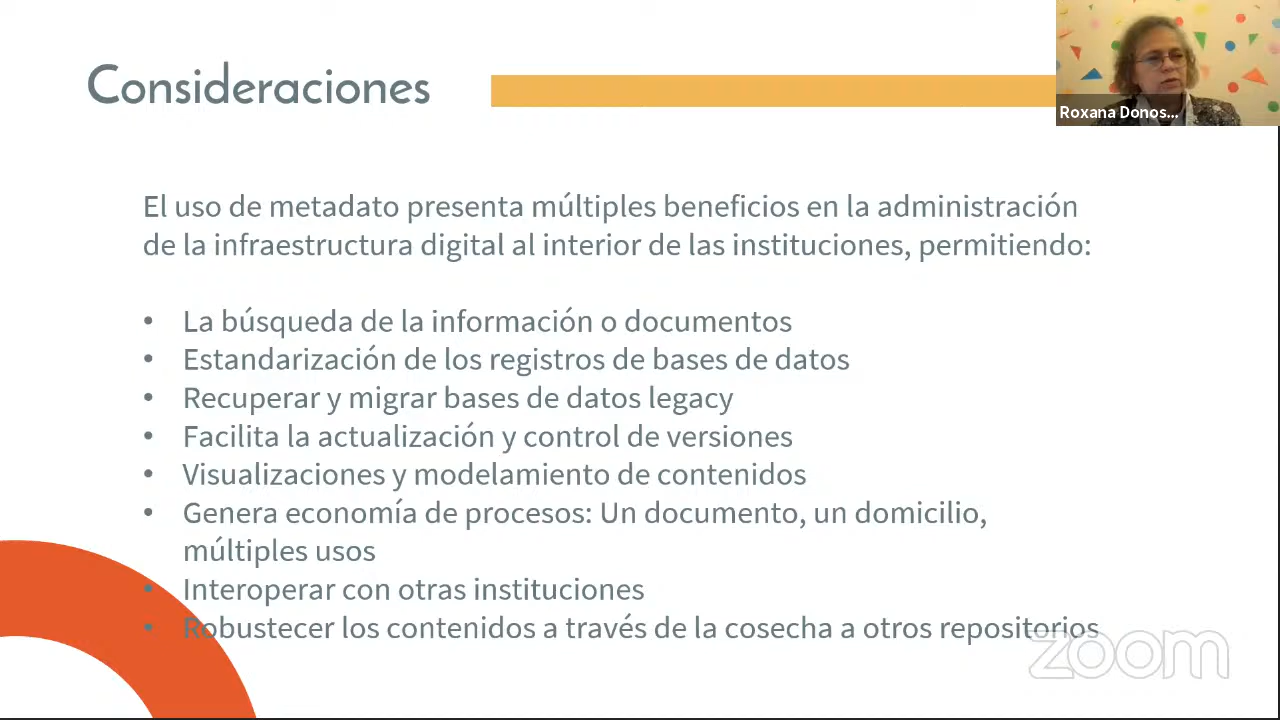 Consideraciones
Roxana Donos...
El uso de metadato presenta múltiples beneficios en la administración
de la infraestructura digital al interior de las instituciones, permitiendo:
• La búsqueda de la información o documentos
• Estandarización de los registros de bases de datos
• Recuperar y migrar bases de datos legacy
• Facilita la actualización y control de versiones
• Visualizaciones y modelamiento de contenidos
• Genera economía de procesos: Un documento, un domicilio,
múltiples usos
• Interoperar con otras instituciones
• Robustecer los contenidos a través de la cosecha a otros repositorios
zoom